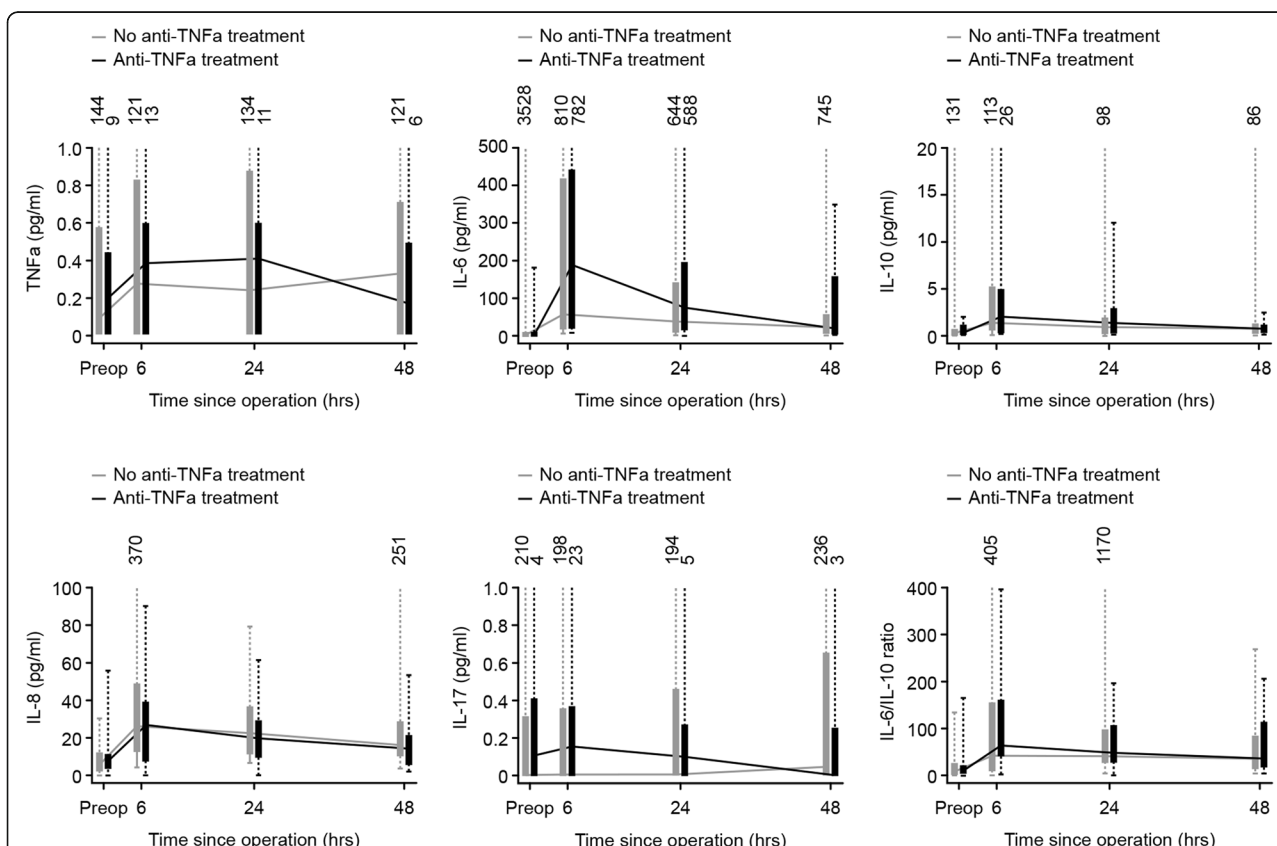 No anti-TNFa treatment
Anti-TNFa treatment
144 9 121 13 134 11 121 6
1.0
0.8
0.6
0.4
0.2
0
TNFa (pg/ml)
Preop 6 24 48
Time since operation (hrs)
No anti-TNFa treatment
Anti-TNFa treatment
3528 810 782 644 588 745
500
400
300
200
100
0
IL-6 (pg/ml)
Preop 6 24 48
Time since operation (hrs)
No anti-TNFa treatment
Anti-TNFa treatment
131 113 26 98 86
20
15
10
5
0
IL-10 (pg/ml)
Preop 6 24 48
Time since operation (hrs)
No anti-TNFa treatment
Anti-TNFa treatment
370 251
100
80
60
40
20
0
IL-8 (pg/ml)
Preop 6 24 48
Time since operation (hrs)
No anti-TNFa treatment
Anti-TNFa treatment
210 4 198 23 194 5 236 3
1.0
0.8
0.6
0.4
0.2
0
IL-17 (pg/ml)
Preop 6 24 48
Time since operation (hrs)
No anti-TNFa treatment
Anti-TNFa treatment
405 1170
400
300
200
100
0
IL-6/IL-10 ratio
Preop 6 24 48
Time since operation (hrs)